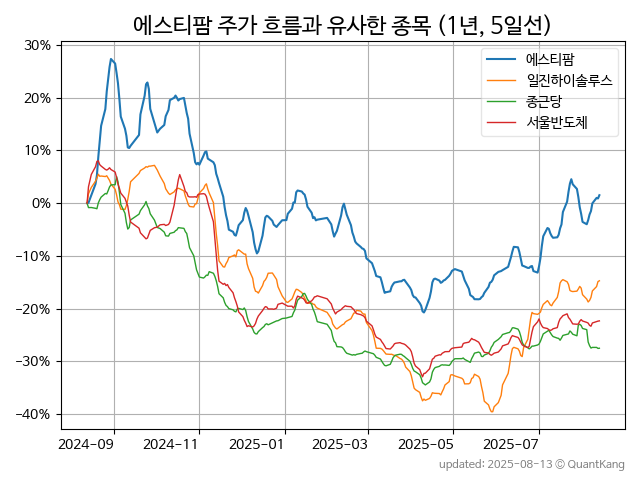 에스티팜 주가 흐름과 유사한 종목 (1년, 5일선)
에스티팜
일진하이솔루스
종근당
서울반도체
30%
20%
10%
0%
−10%
−20%
−30%
−40%
2024-09
2024-11
2025-01
2025-03
2025-05
2025-07
updated: 2025-08-13 © QuantKang